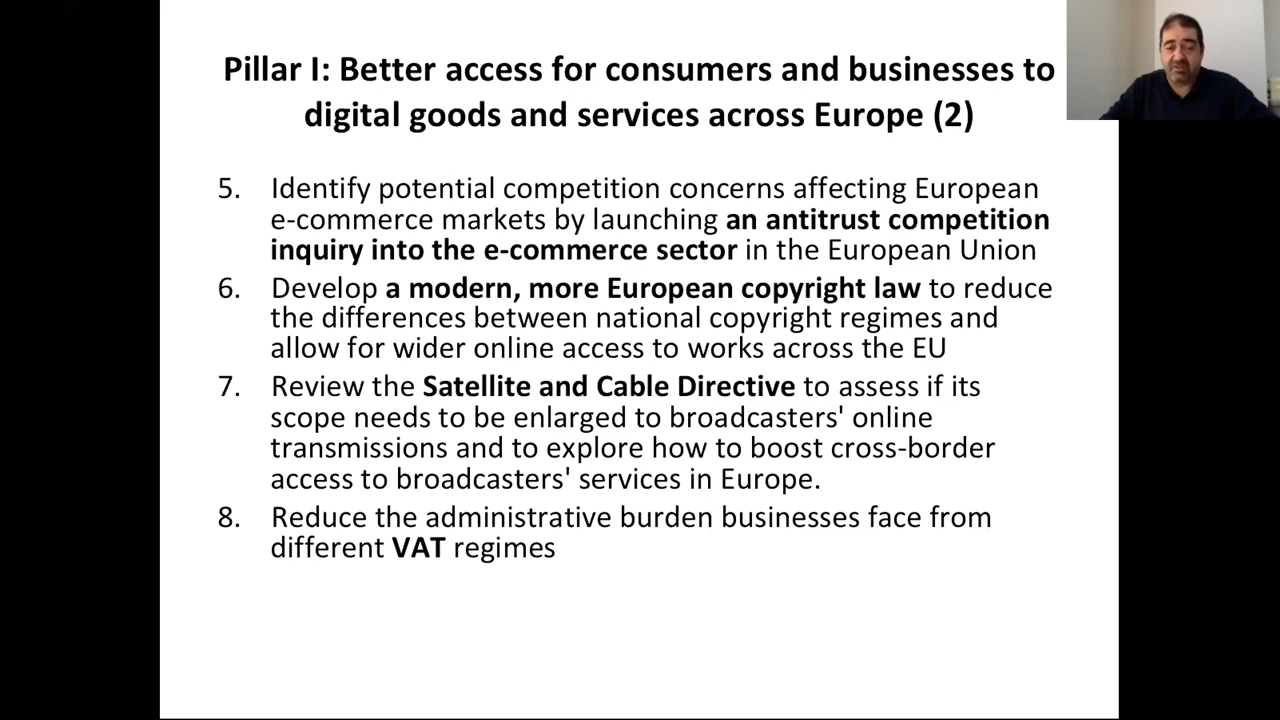 Pillar I: Better access for consumers and businesses to
digital goods and services across Europe (2)
5. Identify potential competition concerns affecting European
e-commerce markets by launching an antitrust competition
inquiry into the e-commerce sector in the European Union
6. Develop a modern, more European copyright law to reduce
the differences between national copyright regimes and
allow for wider online access to works across the EU
7. Review the Satellite and Cable Directive to assess if its
scope needs to be enlarged to broadcasters' online
transmissions and to explore how to boost cross-border
access to broadcasters' services in Europe.
8. Reduce the administrative burden businesses face from
different VAT regimes